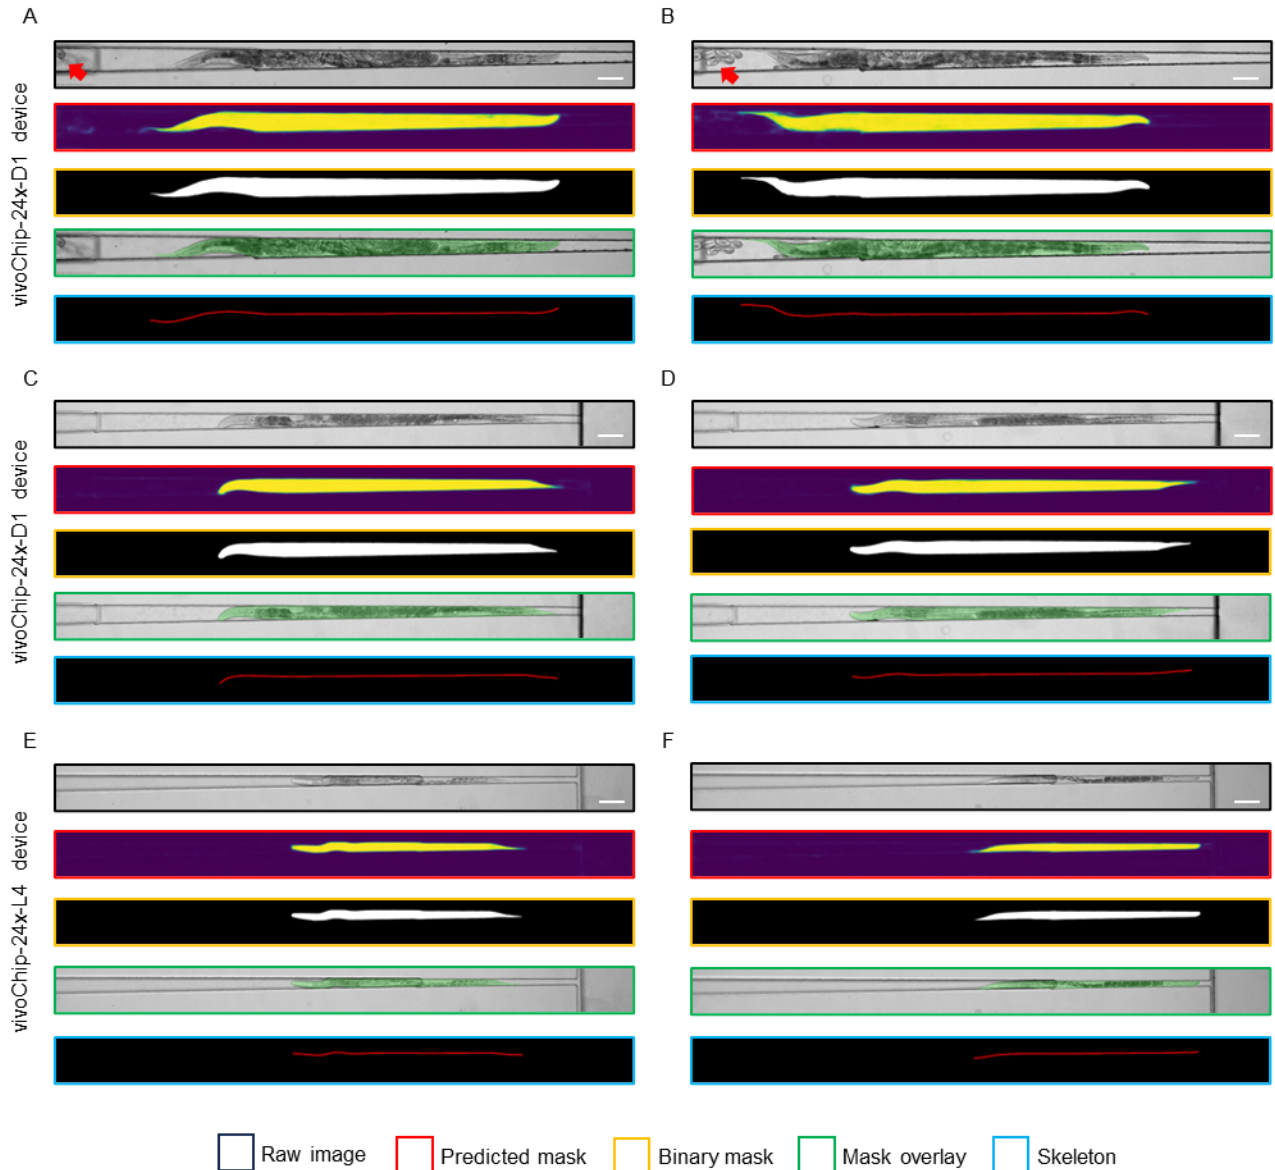 A
B
vivoChip-24x-D1 device
C
D
vivoChip-24x-D1 device
E
F
vivoChip-24x-L4 device
Raw image
Predicted mask
Binary mask
Mask overlay
Skeleton